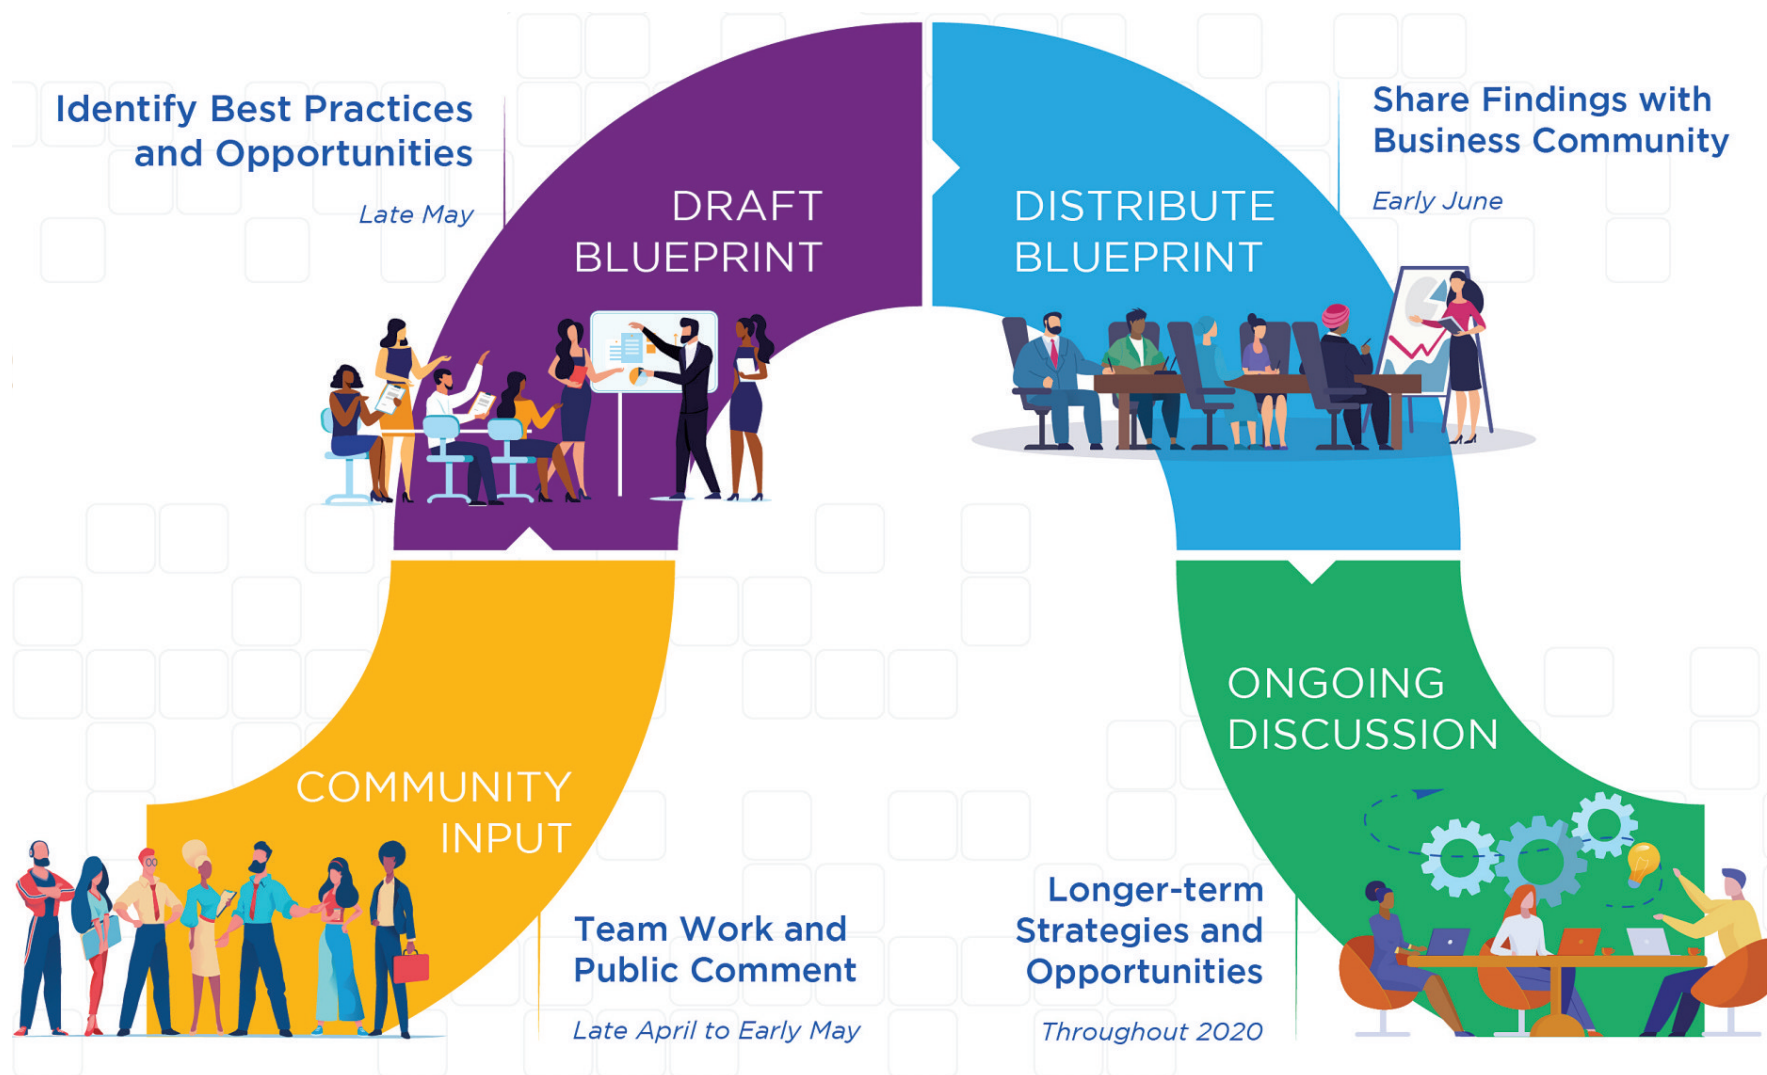 Identify Best Practices
and Opportunities
Late May
DRAFT
BLUEPRINT
DISTRIBUTE
BLUEPRINT
Share Findings with
Business Community
Early June
COMMUNITY
INPUT
Team Work and
Public Comment
Late April to Early May
ONGOING
DISCUSSION
Longer-term
Strategies and
Opportunities
Throughout 2020